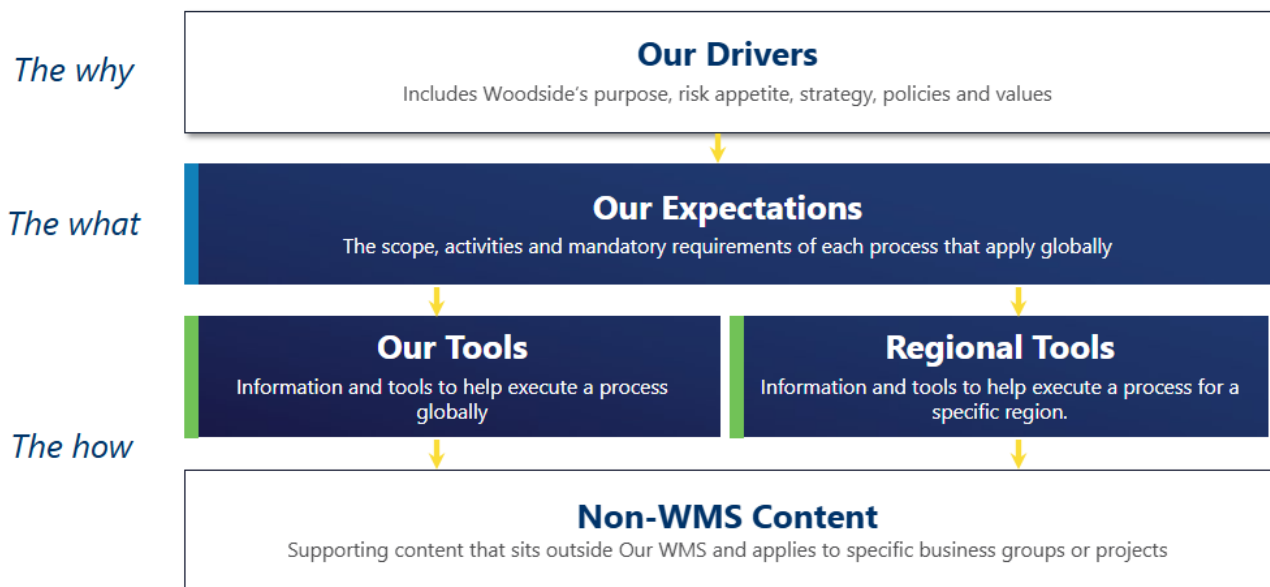 The why
Our Drivers
Includes Woodside's purpose, risk appetite, strategy, policies and values
The what
Our Expectations
The scope, activities and mandatory requirements of each process that apply globally
The how
Our Tools
Information and tools to help execute a process
globally
Regional Tools
Information and tools to help execute a process for a
specific region.
Non-WMS Content
Supporting content that sits outside Our WMS and applies to specific business groups or projects